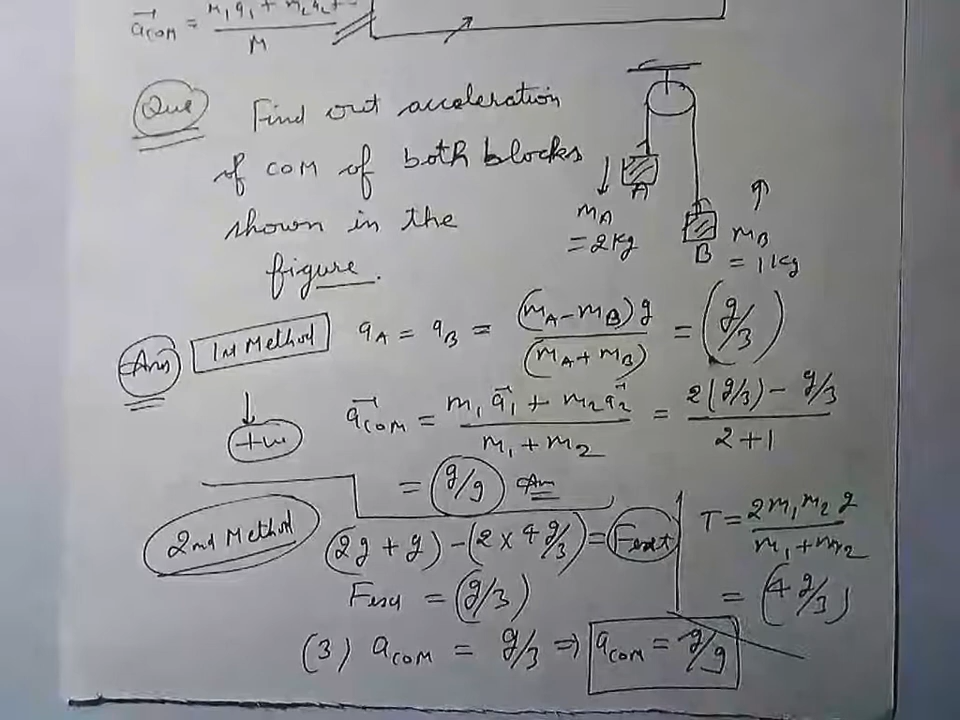 a⃗COM = m₁a₁ + m₂a₂ + / M
Que Find out acceleration
of COM of both blocks
shown in the
figure.
A
mA
= 2kg
B
mB
= 1kg
Ans 1st Method aA = aB = (mA - mB)g / (mA + mB) = (g/3)
+ve a⃗COM = m₁a⃗₁ + m₂a⃗₂ / m₁ + m₂ = 2(g/3) - g/3 / 2+1
= g/9 Ans
2nd Method (2g + g) - (2 × 4g/3) = Fext
T = 2m₁m₂g / m₁ + m₂
Fext = (g/3)
= (4g/3)
(3) aCOM = g/3 ⇒ aCOM = g/9